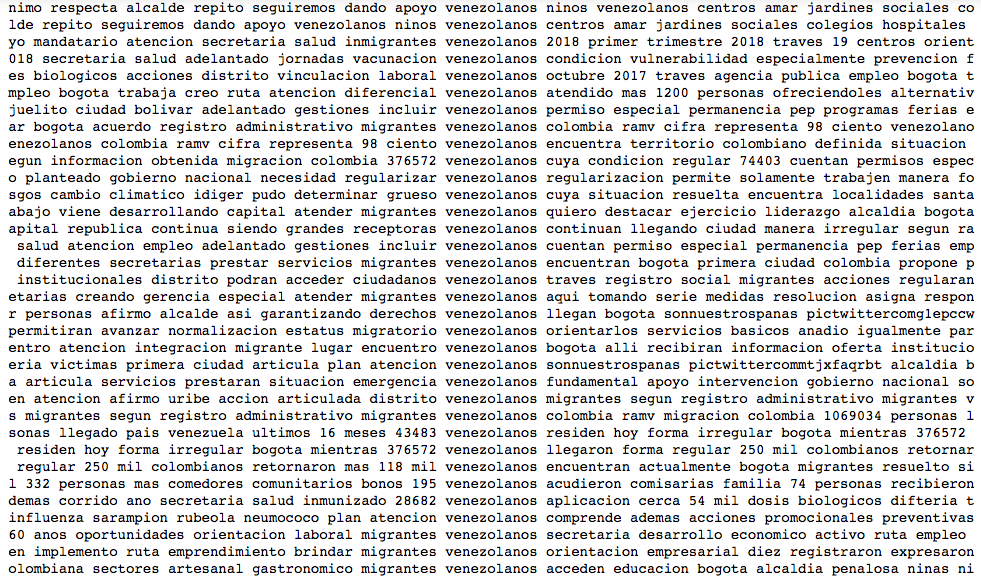 nimo respecta alcalde repito seguiremos dando apoyo venezolanos ninos venezolanos centros amar jardines sociales co
lde repito seguiremos dando apoyo venezolanos ninos venezolanos centros amar jardines sociales colegios hospitales
yo mandatario atencion secretaria salud inmigrantes venezolanos 2018 primer trimestre 2018 traves 19 centros orient
018 secretaria salud adelantado jornadas vacunacion venezolanos condicion vulnerabilidad especialmente prevencion f
es biologicos acciones distrito vinculacion laboral venezolanos octubre 2017 traves agencia publica empleo bogota t
mpleo bogota trabaja creo ruta atencion diferencial venezolanos atendido mas 1200 personas ofreciendoles alternativ
juelito ciudad bolivar adelantado gestiones incluir venezolanos permiso especial permanencia pep programas ferias e
ar bogota acuerdo registro administrativo migrantes venezolanos colombia ramv cifra representa 98 ciento venezolano
enezolanos colombia ramv cifra representa 98 ciento venezolanos encuentra territorio colombiano definida situacion
egun informacion obtenida migracion colombia 376572 venezolanos cuya condicion regular 74403 cuentan permisos espec
o planteado gobierno nacional necesidad regularizar venezolanos regularizacion permite solamente trabajen manera fo
sgos cambio climatico idiger pudo determinar grueso venezolanos cuya situacion resuelta encuentra localidades santa
abajo viene desarrollando capital atender migrantes venezolanos quiero destacar ejercicio liderazgo alcaldia bogota
apital republica continua siendo grandes receptoras venezolanos continuan llegando ciudad manera irregular segun ra
salud atencion empleo adelantado gestiones incluir venezolanos cuentan permiso especial permanencia pep ferias emp
diferentes secretarias prestar servicios migrantes venezolanos encuentran bogota primera ciudad colombia propone p
institucionales distrito podran acceder ciudadanos venezolanos traves registro social migrantes acciones regularan
etarias creando gerencia especial atender migrantes venezolanos aqui tomando serie medidas resolucion asigna respon
r personas afirmo alcalde asi garantizando derechos venezolanos llegan bogota sonnuestrospanas pictwittercomg1epccw
permitiran avanzar normalizacion estatus migratorio venezolanos orientarlos servicios basicos anadio igualmente par
entro atencion integracion migrante lugar encuentro venezolanos bogota alli recibiran informacion oferta institucio
eria victimas primera ciudad articula plan atencion venezolanos sonnuestrospanas pictwittercommtjxfaqrbt alcaldia b
a articula servicios prestaran situacion emergencia venezolanos fundamental apoyo intervencion gobierno nacional so
en atencion afirmo uribe accion articulada distrito venezolanos migrantes segun registro administrativo migrantes v
s migrantes segun registro administrativo migrantes venezolanos colombia ramv migracion colombia 1069034 personas l
sonas llegado pais venezuela ultimos 16 meses 43483 venezolanos residen hoy forma irregular bogota mientras 376572
residen hoy forma irregular bogota mientras 376572 venezolanos llegaron forma regular 250 mil colombianos retornar
regular 250 mil colombianos retornaron mas 118 mil venezolanos encuentran actualmente bogota migrantes resuelto si
l 332 personas mas comedores comunitarios bonos 195 venezolanos acudieron comisarias familia 74 personas recibieron
demas corrido ano secretaria salud inmunizado 28682 venezolanos aplicacion cerca 54 mil dosis biologicos difteria t
influenza sarampion rubeola neumococo plan atencion venezolanos comprende ademas acciones promocionales preventivas
60 anos oportunidades orientacion laboral migrantes venezolanos secretaria desarrollo economico activo ruta empleo
en implemento ruta emprendimiento brindar migrantes venezolanos orientacion empresarial diez registraron expresaron
olombiana sectores artesanal gastronomico migrantes venezolanos acceden educacion bogota alcaldia penalosa ninas ni